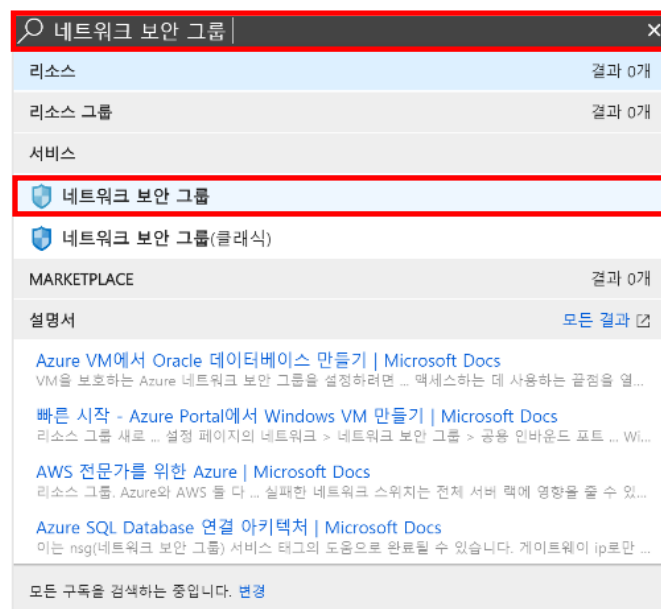 네트워크 보안 그룹
리소스 결과 0개
리소스 그룹 결과 0개
서비스
네트워크 보안 그룹
네트워크 보안 그룹(클래식)
MARKETPLACE 결과 0개
설명서 모든 결과
Azure VM에서 Oracle 데이터베이스 만들기 | Microsoft Docs
VM을 보호하는 Azure 네트워크 보안 그룹을 설정하려면 ... 액세스하는 데 사용하는 끝점을 열...
빠른 시작 - Azure Portal에서 Windows VM 만들기 | Microsoft Docs
리소스 그룹 새로 ... 설정 페이지의 네트워크 > 네트워크 보안 그룹 > 공용 인바운드 포트 ... Wi...
AWS 전문가를 위한 Azure | Microsoft Docs
리소스 그룹. Azure와 AWS 둘 다 ... 실패한 네트워크 스위치는 전체 서버 랙에 영향을 줄 수 있...
Azure SQL Database 연결 아키텍처 | Microsoft Docs
이는 nsg(네트워크 보안 그룹) 서비스 태그의 도움으로 완료될 수 있습니다. 게이트웨이 ip로만 ...
모든 구독을 검색하는 중입니다. 변경